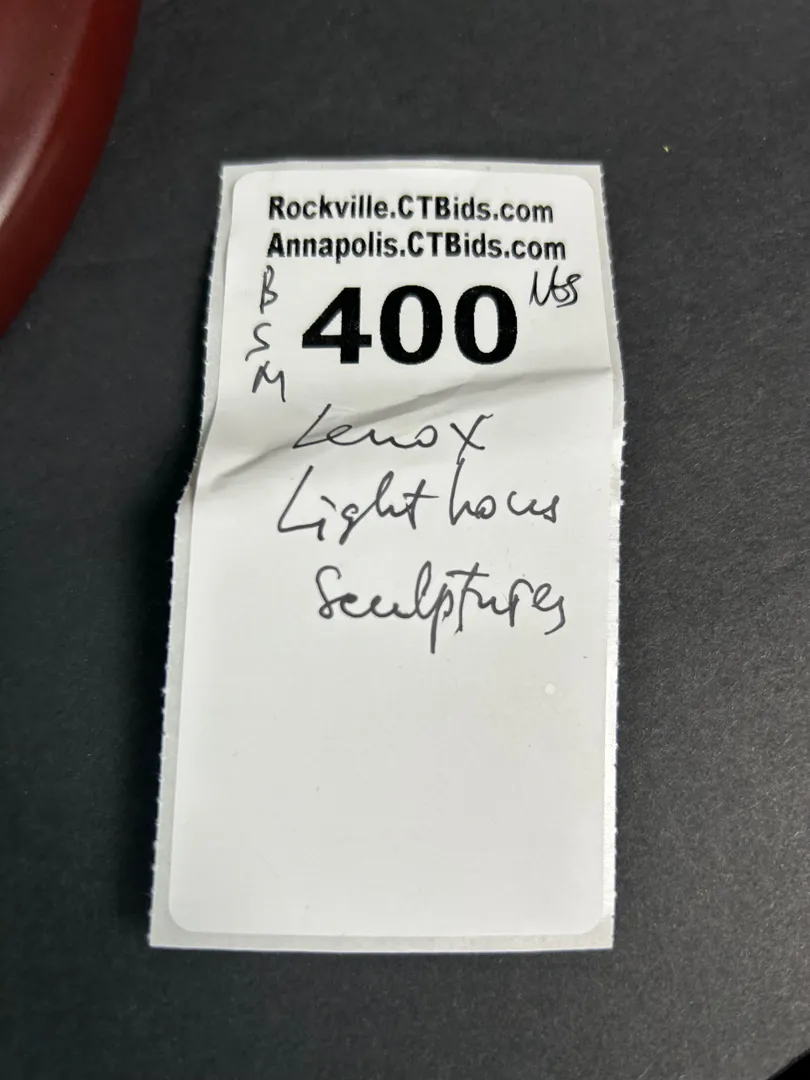 Rockville.CTBids.com
Annapolis.CTBids.com
B
S
M
400
Lenox
Light hous
Sculptures